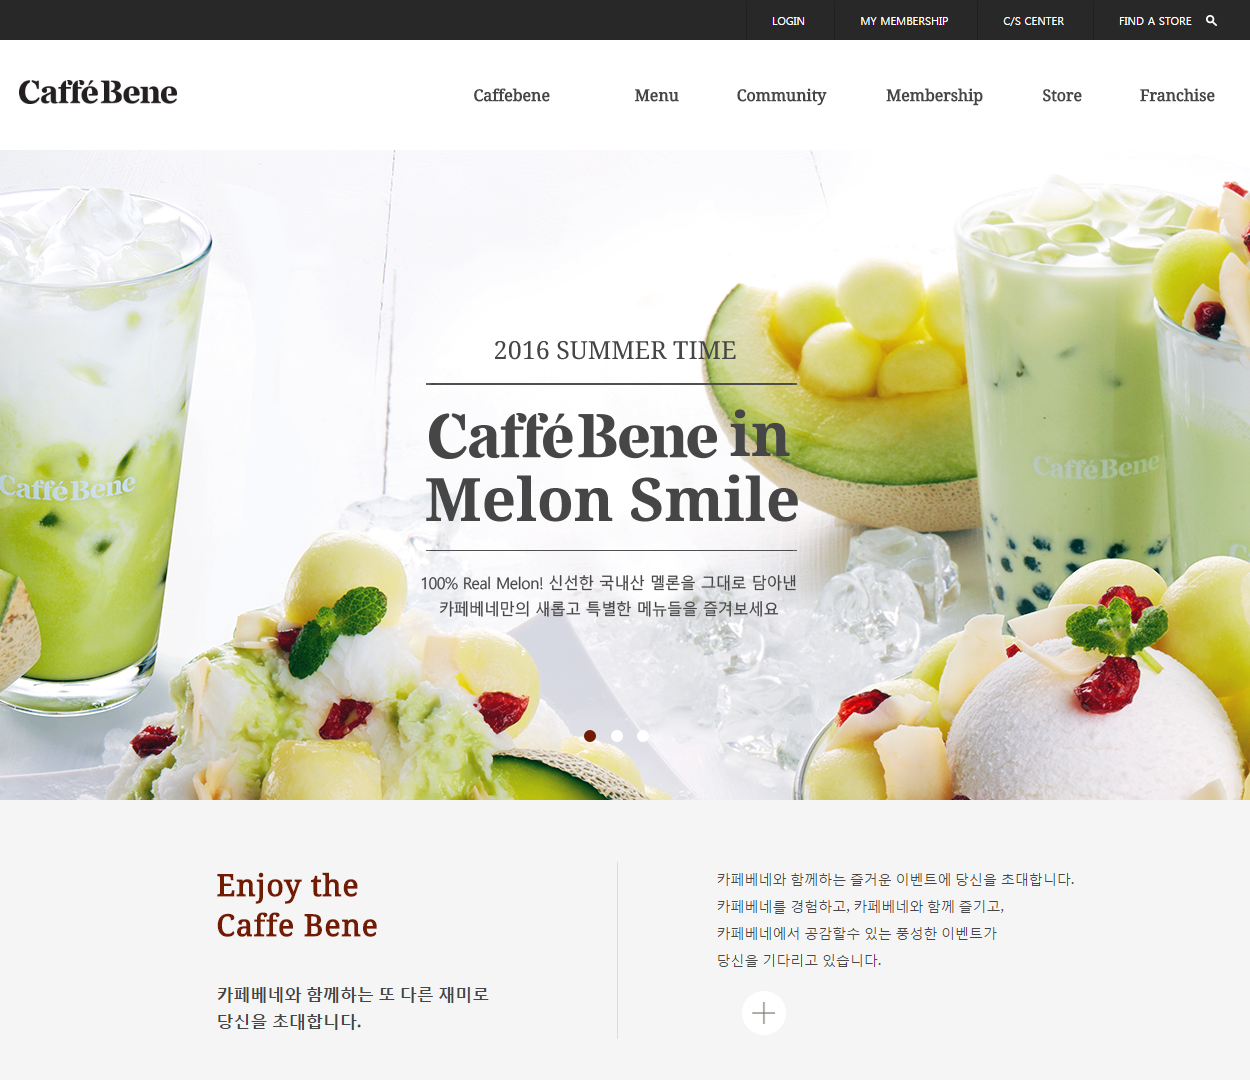 LOGIN
MY MEMBERSHIP
C/S CENTER
FIND A STORE
Caffé Bene
Caffebene
Menu
Community
Membership
Store
Franchise
2016 SUMMER TIME
Caffé Bene in
Melon Smile
100% Real Melon! 신선한 국내산 멜론을 그대로 담아낸
카페베네만의 새롭고 특별한 메뉴들을 즐겨보세요
Caffé Bene
Caffé Bene
Enjoy the
Caffe Bene
카페베네와 함께하는 또 다른 재미로
당신을 초대합니다.
카페베네와 함께하는 즐거운 이벤트에 당신을 초대합니다.
카페베네를 경험하고, 카페베네와 함께 즐기고,
카페베네에서 공감할수 있는 풍성한 이벤트가
당신을 기다리고 있습니다.